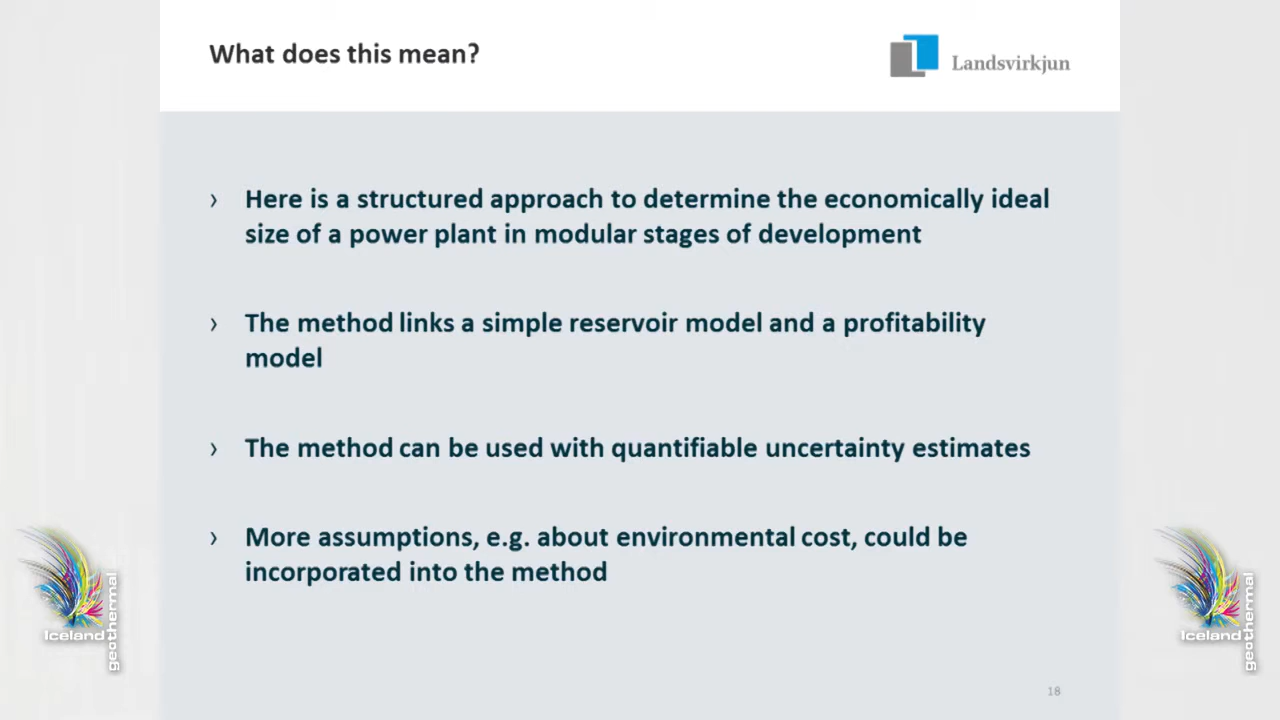 What does this mean?
Landsvirkjun
› Here is a structured approach to determine the economically ideal
size of a power plant in modular stages of development
› The method links a simple reservoir model and a profitability
model
› The method can be used with quantifiable uncertainty estimates
› More assumptions, e.g. about environmental cost, could be
incorporated into the method
Iceland
geothermal
Iceland
geothermal
18